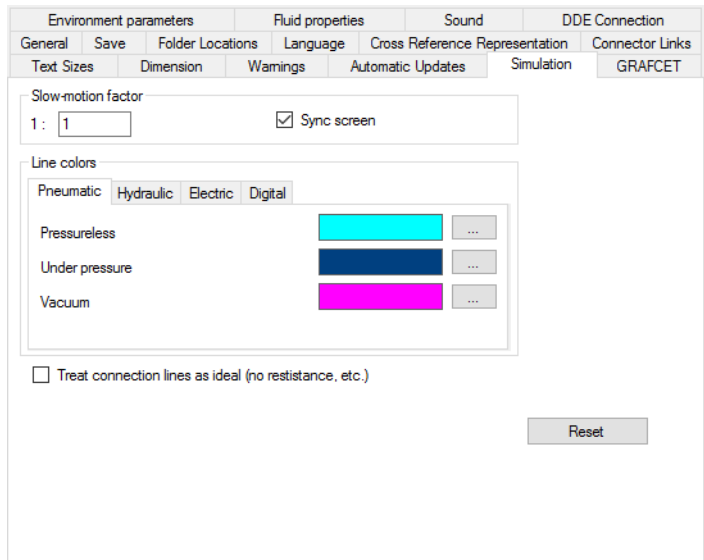 Environment parameters Fluid properties Sound DDE Connection
General Save Folder Locations Language Cross Reference Representation Connector Links
Text Sizes Dimension Warnings Automatic Updates Simulation GRAFCET
Slow-motion factor
1 : 1 Sync screen
Line colors
Pneumatic Hydraulic Electric Digital
Pressureless ...
Under pressure ...
Vacuum ...
Treat connection lines as ideal (no restistance, etc.)
Reset